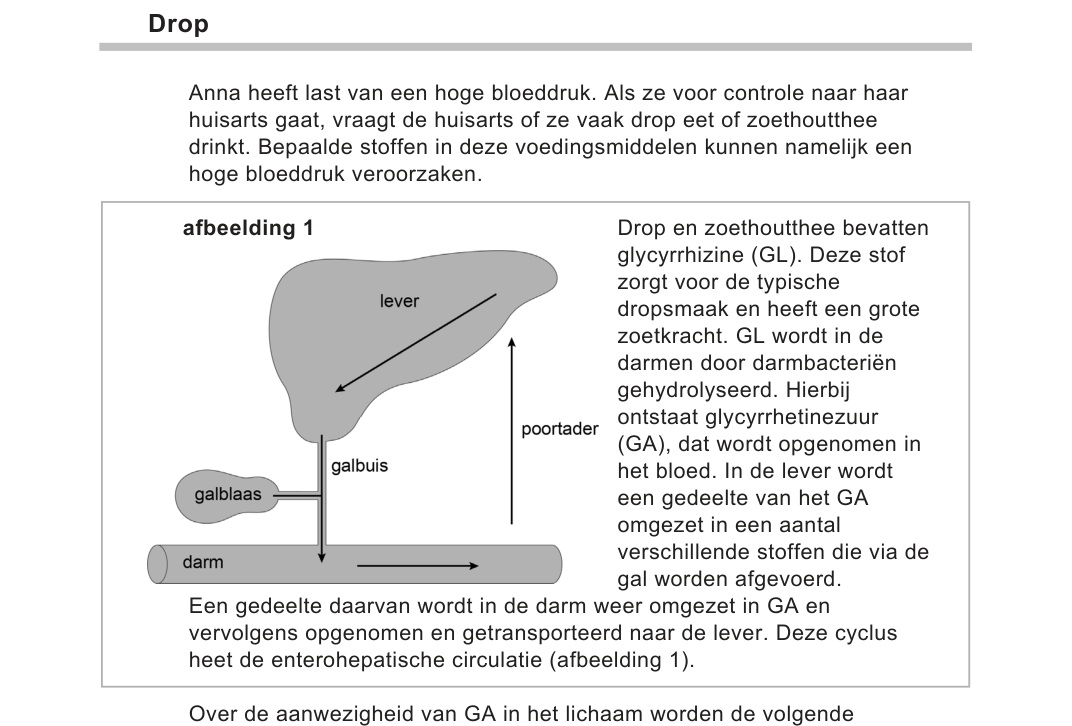 Drop
Anna heeft last van een hoge bloeddruk. Als ze voor controle naar haar
huisarts gaat, vraagt de huisarts of ze vaak drop eet of zoethoutthee
drinkt. Bepaalde stoffen in deze voedingsmiddelen kunnen namelijk een
hoge bloeddruk veroorzaken.
afbeelding 1
lever
poortader
galbuis
galblaas
darm
Drop en zoethoutthee bevatten
glycyrrhizine (GL). Deze stof
zorgt voor de typische
dropsmaak en heeft een grote
zoetkracht. GL wordt in de
darmen door darmbacteriën
gehydrolyseerd. Hierbij
ontstaat glycyrrhetinezuur
(GA), dat wordt opgenomen in
het bloed. In de lever wordt
een gedeelte van het GA
omgezet in een aantal
verschillende stoffen die via de
gal worden afgevoerd.
Een gedeelte daarvan wordt in de darm weer omgezet in GA en
vervolgens opgenomen en getransporteerd naar de lever. Deze cyclus
heet de enterohepatische circulatie (afbeelding 1).
Over de aanwezigheid van GA in het lichaam worden de volgende